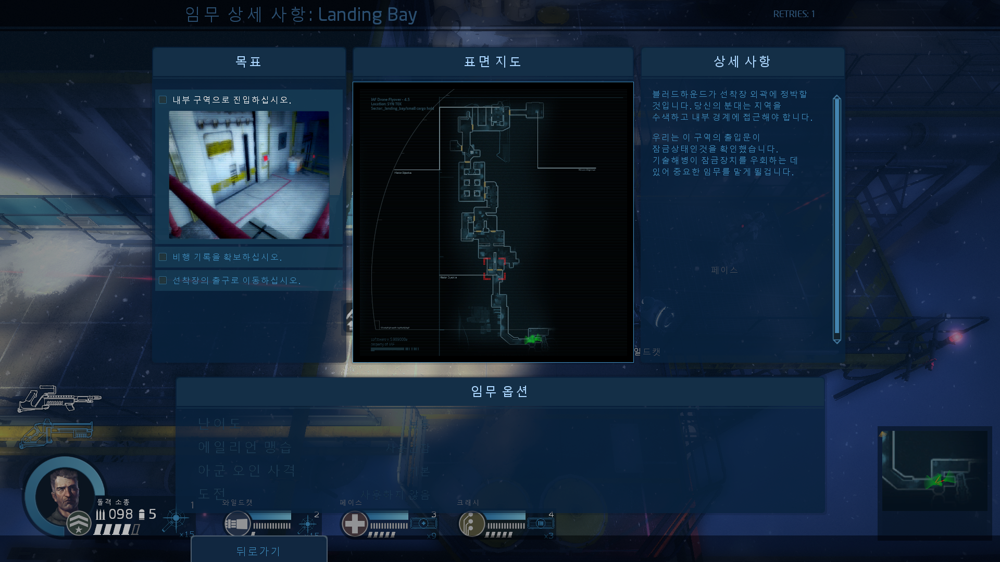 임무 상세 사항: Landing Bay
RETRIES: 1
목표
내부 구역으로 진입하십시오.
비행 기록을 확보하십시오.
선착장의 출구로 이동하십시오.
표면 지도
IAF Drone Flyover - 4.5
Location: SYN TEK
Sector:_landing_bay/small cargo hold
Mission Objective
Mission Objective
Mission Objective
property of IAF
상세 사항
블러드하운드가 선착장 외곽에 정박할
것입니다. 당신의 분대는 지역을
수색하고 내부 경계에 접근해야 합니다.
우리는 이 구역의 출입문이
잠금상태인것을 확인했습니다.
기술해병이 잠금장치를 우회하는 데
있어 중요한 임무를 맡게 될겁니다.
페이스
일드캣
임무 옵션
난이도 보통
에일리언 맹습
아군 오인 사격 기본
도전 사용하지 않음
돌격 소총
098 5
1
x15
와일드캣
2
x15
페이스
3
x9
크래시
4
x3
뒤로가기